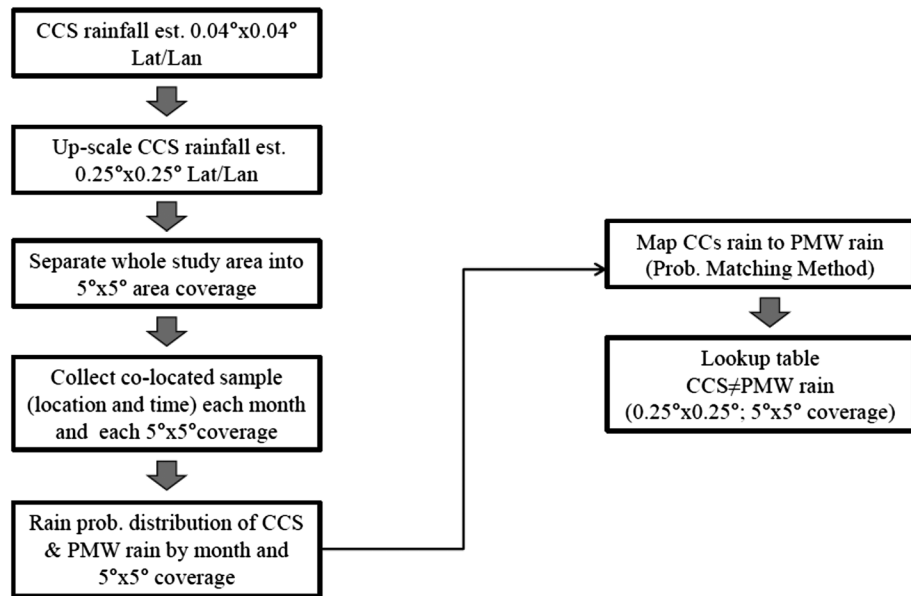 CCS rainfall est. 0.04°x0.04°
Lat/Lan
Up-scale CCS rainfall est.
0.25°x0.25° Lat/Lan
Separate whole study area into
5°x5° area coverage
Collect co-located sample
(location and time) each month
and each 5°x5°coverage
Rain prob. distribution of CCS
& PMW rain by month and
5°x5° coverage
Map CCs rain to PMW rain
(Prob. Matching Method)
Lookup table
CCS≠PMW rain
(0.25°x0.25°; 5°x5° coverage)